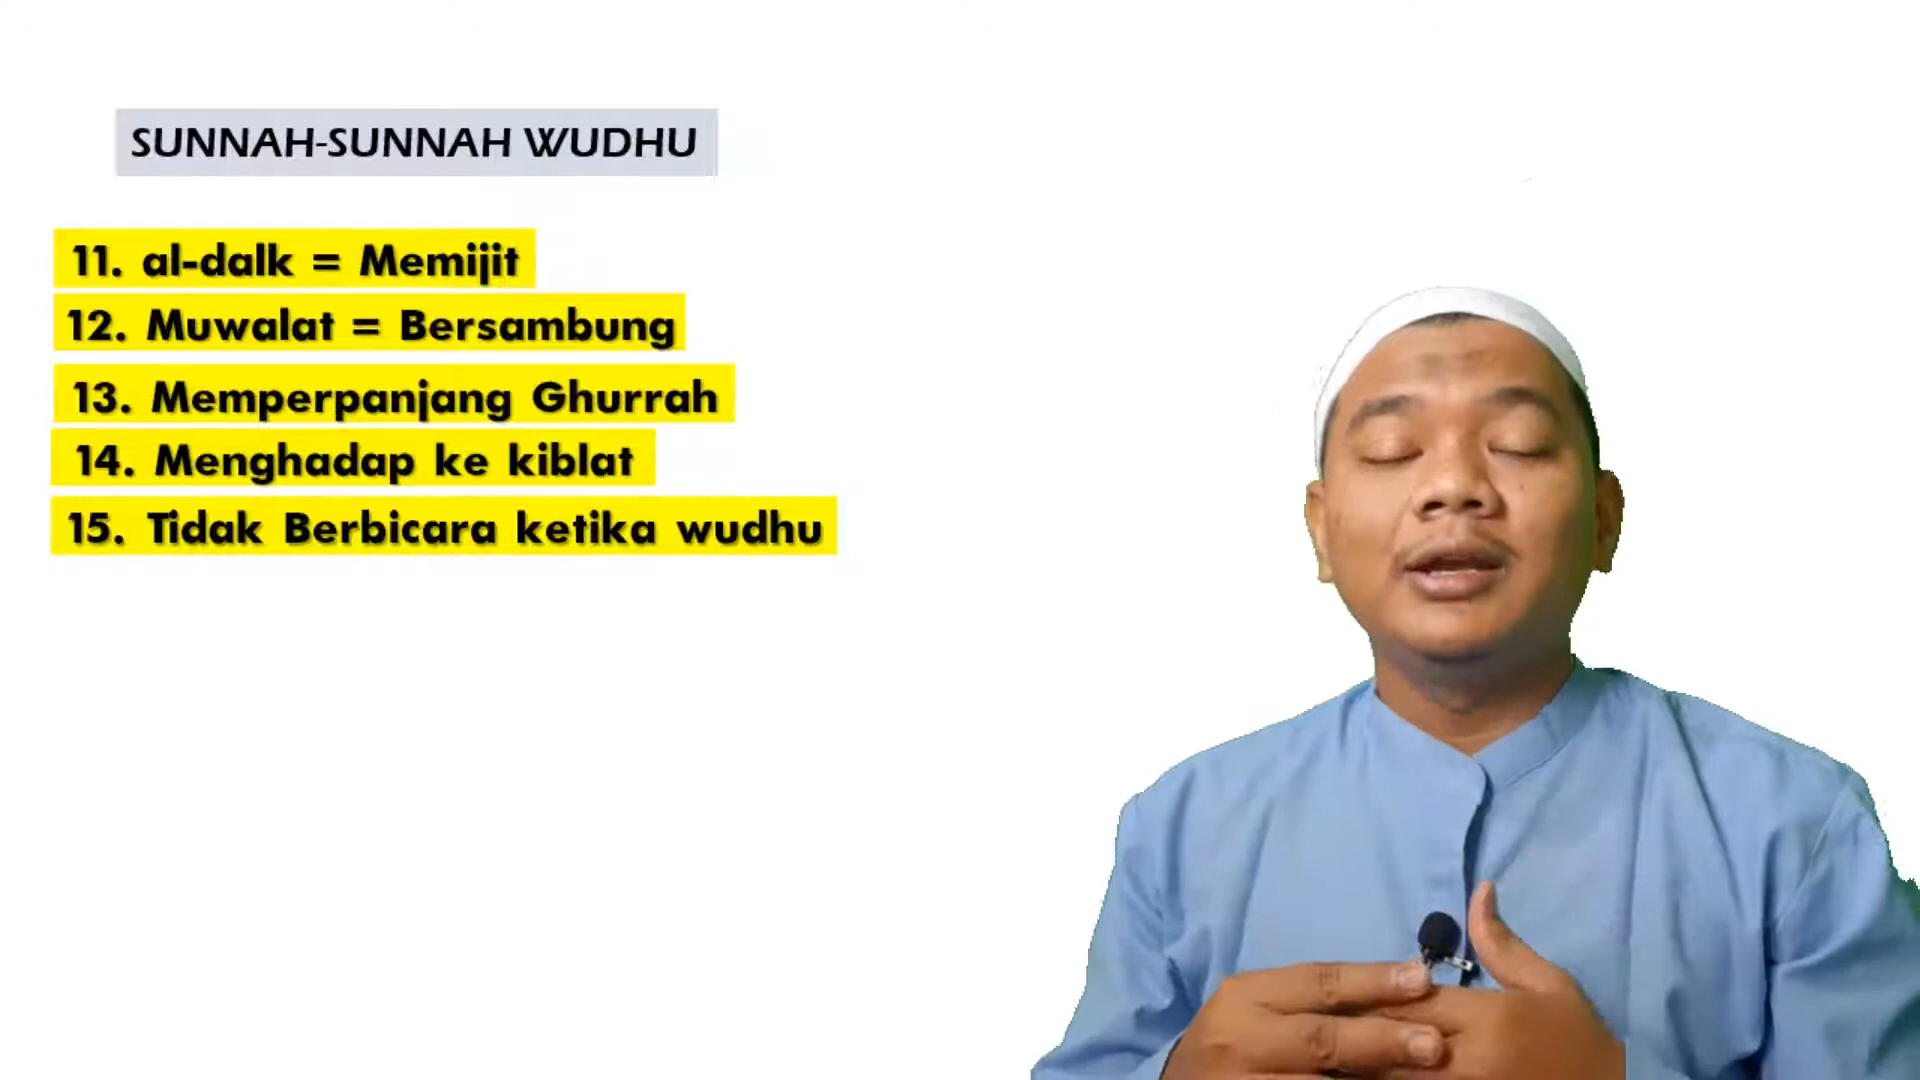 SUNNAH-SUNNAH WUDHU
11. al-dalk = Memijit
12. Muwalat = Bersambung
13. Memperpanjang Ghurrah
14. Menghadap ke kiblat
15. Tidak Berbicara ketika wudhu